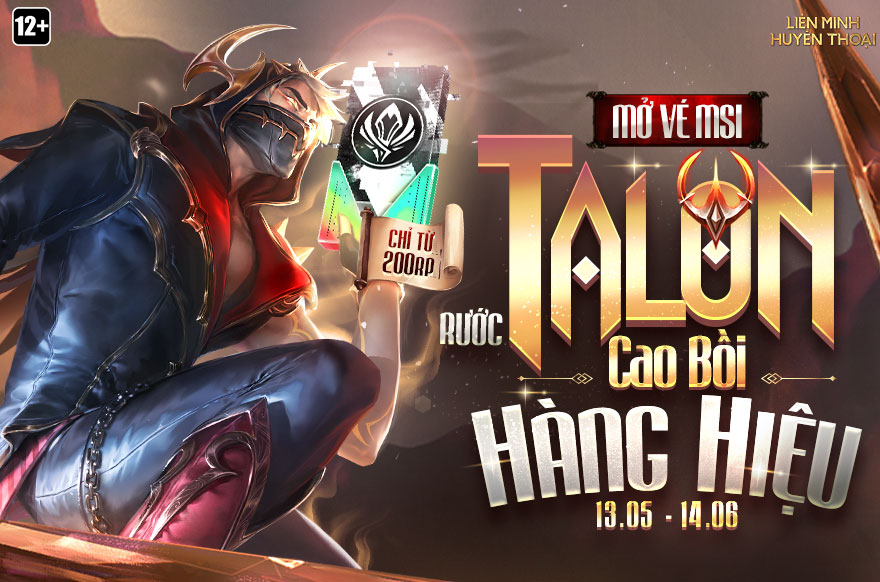 12+
LIÊN MINH
HUYỀN THOẠI
MỞ VÉ MSI
CHỈ TỪ
200RP
RƯỚC
TALON
CAO BỒI
HÀNG HIỆU
13.05 - 14.06